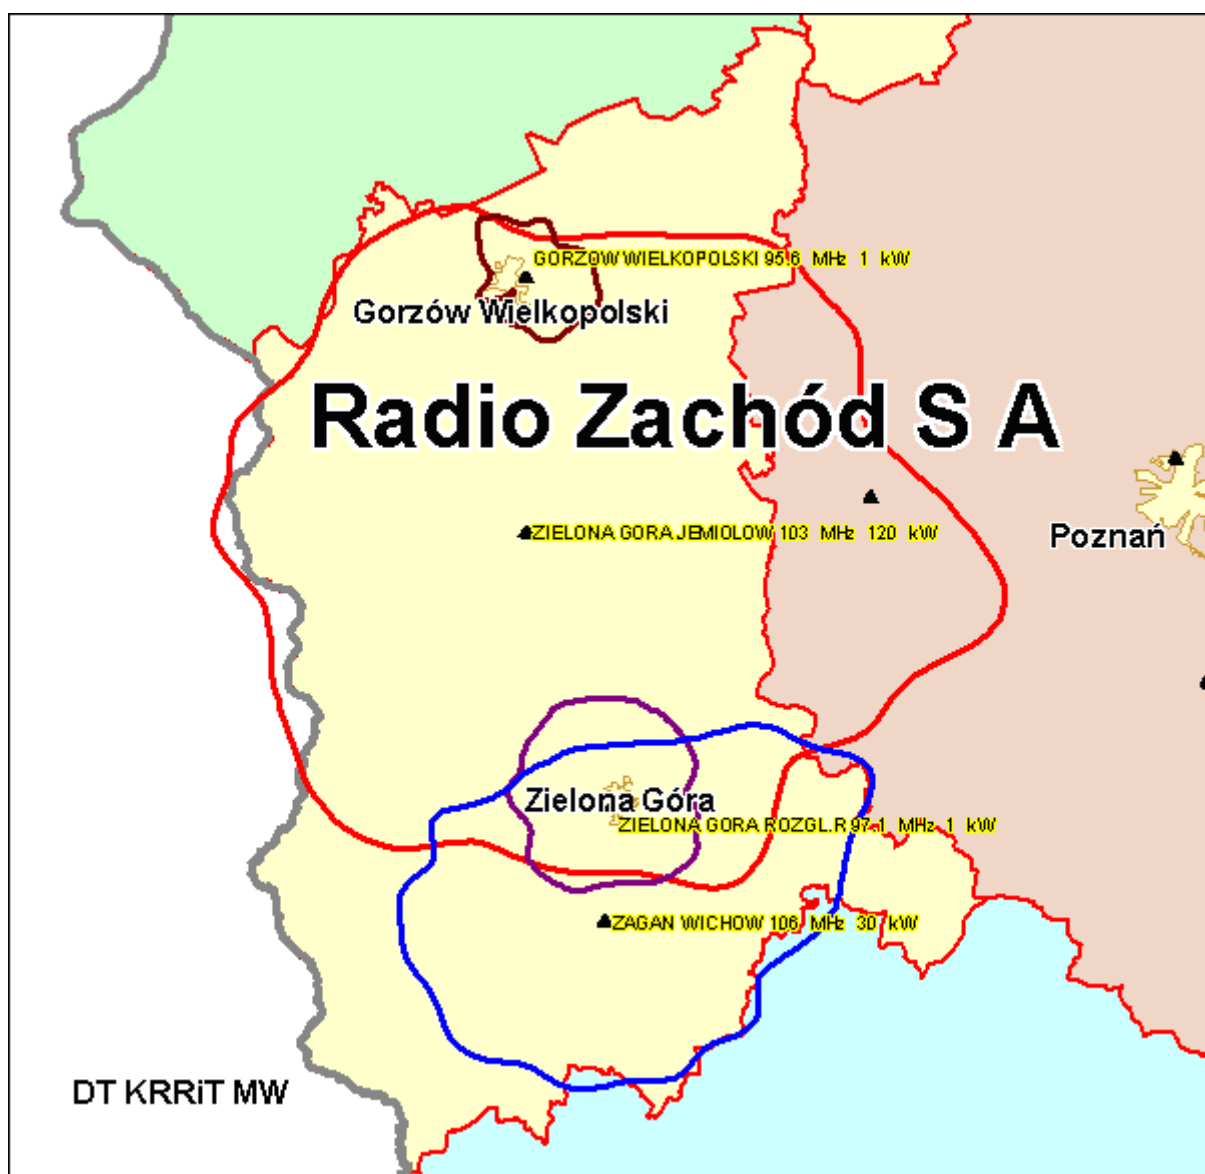 GORZOW WIELKOPOLSKI 95.6 MHz 1 kW
Gorzów Wielkopolski
Radio Zachód S A
ZIELONA GORA JEMIOLOW 103 MHz 120 kW
Poznań
Zielona Góra
ZIELONA GORA ROZGL.R 97.1 MHz 1 kW
ZAGAN WICHOW 106 MHz 30 kW
DT KRRiT MW